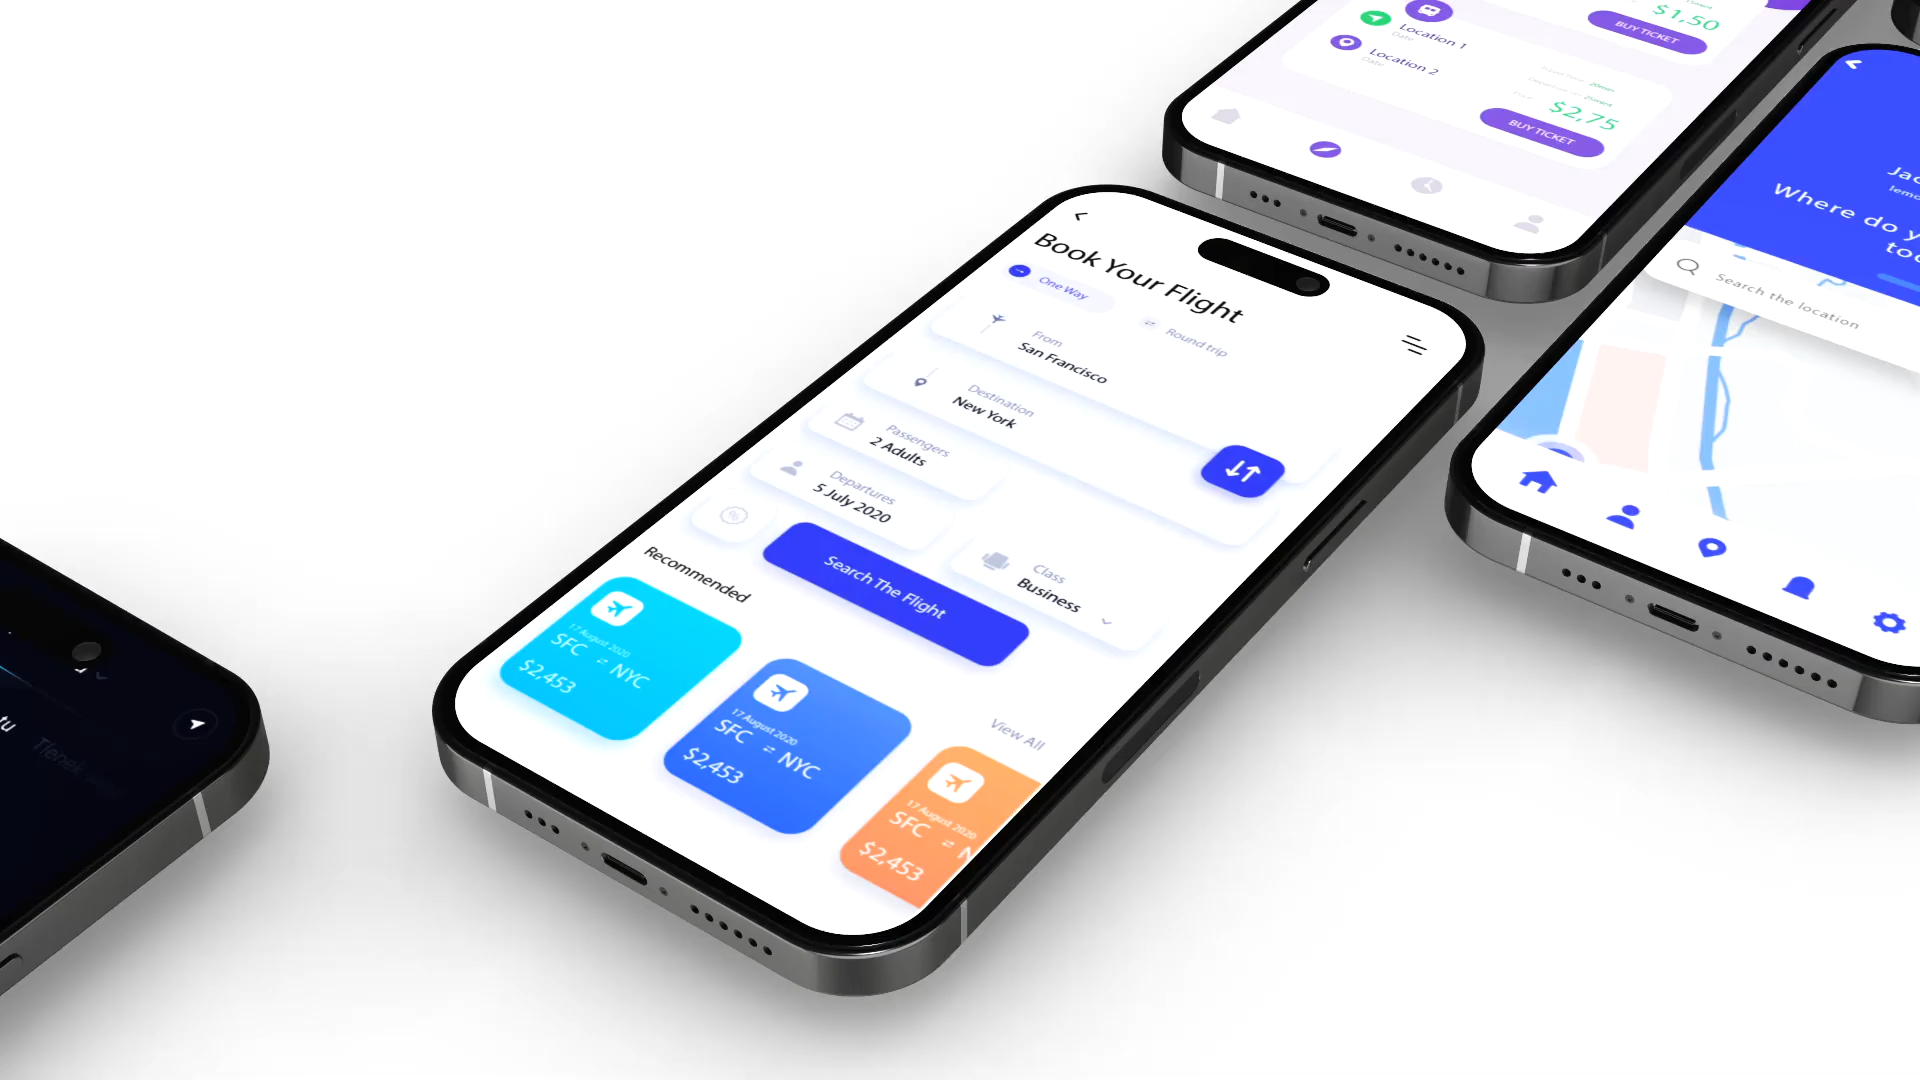 $1,50
BUY TICKET
Location 1
Date
Location 2
Date
$2,75
BUY TICKET
Where do y
Search the location
Book Your Flight
One Way
Round trip
From
San Francisco
Destination
New York
Passengers
2 Adults
Departures
5 July 2020
Class
Business
Search The Flight
Recommended
View All
17 August 2020
SFC ⇄ NYC
$2,453
17 August 2020
SFC ⇄ NYC
$2,453
17 August 2020
SFC ⇄ N
$2,453